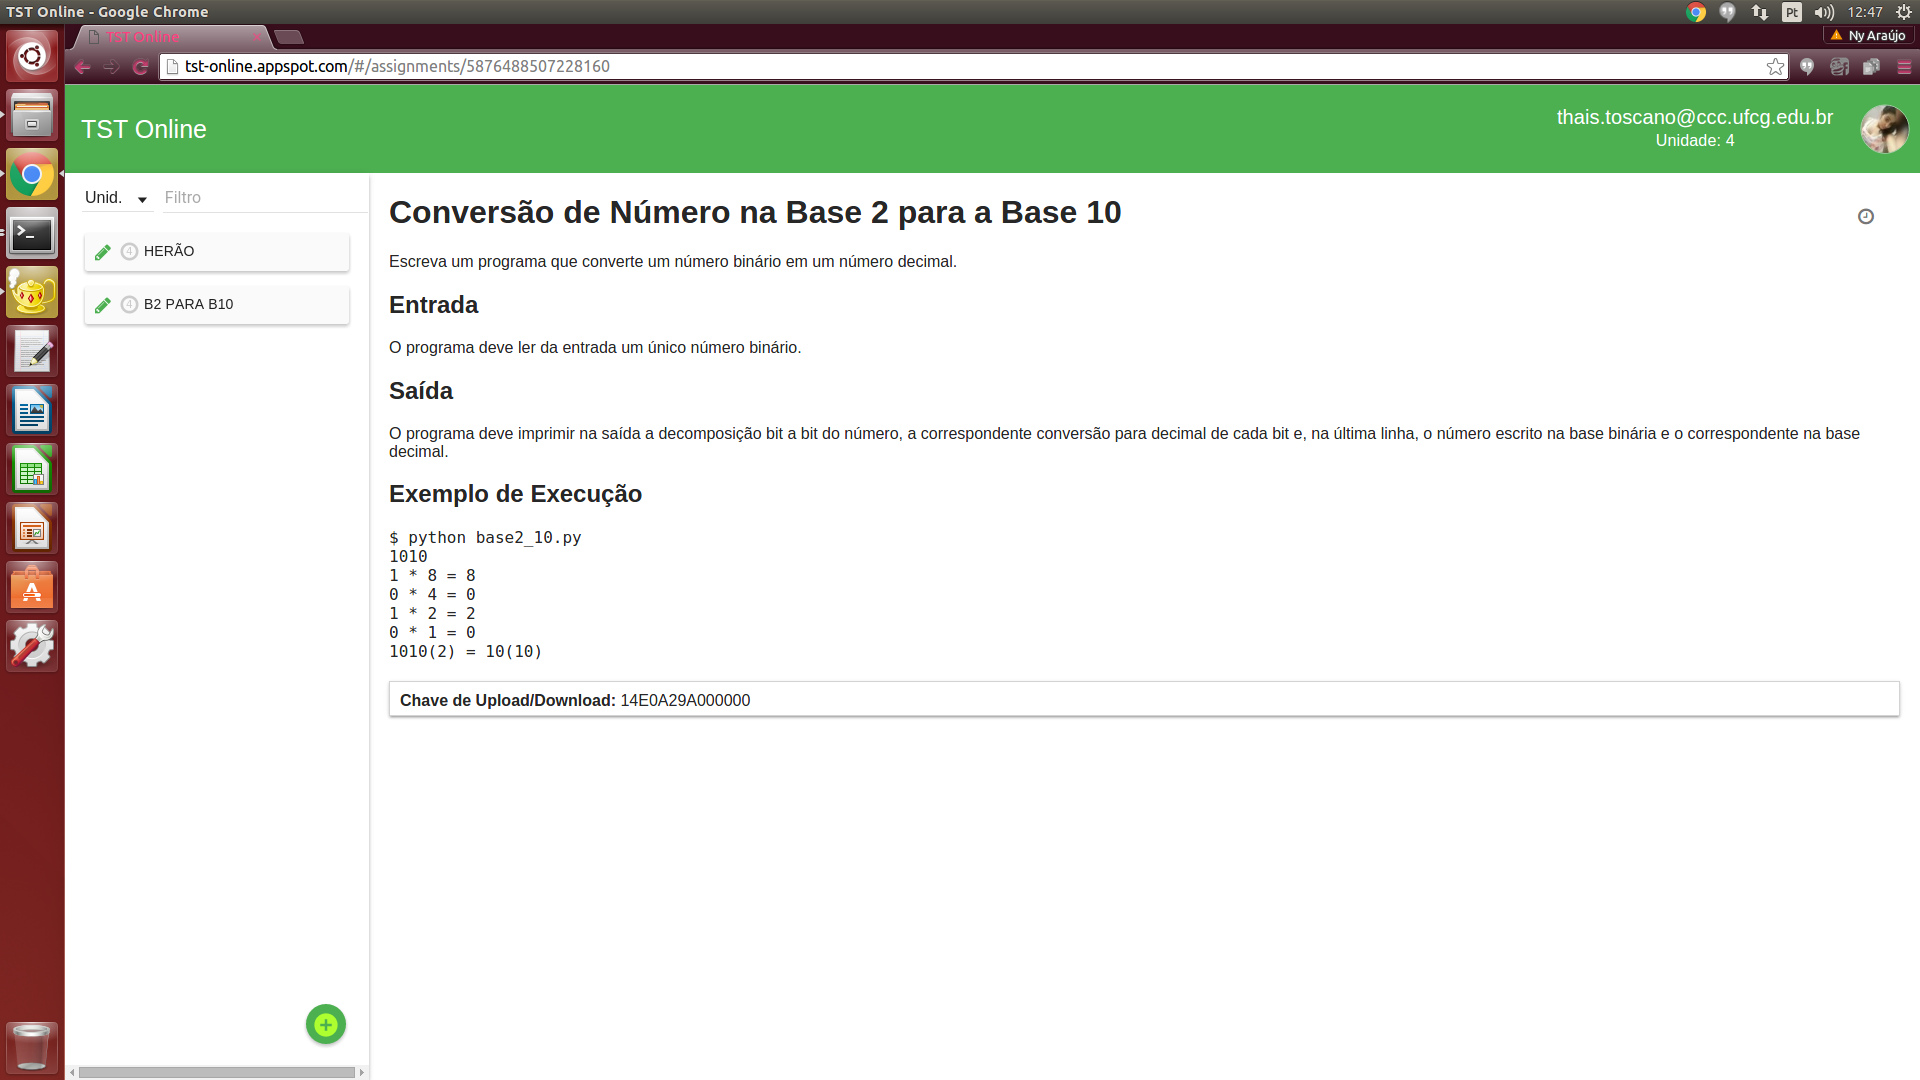 TST Online - Google Chrome
Pt
12:47
TST Online
Ny Araújo
tst-online.appspot.com/#/assignments/5876488507228160
TST Online
thais.toscano@ccc.ufcg.edu.br
Unidade: 4
Unid.
Filtro
4 HERÃO
4 B2 PARA B10
Conversão de Número na Base 2 para a Base 10
Escreva um programa que converte um número binário em um número decimal.
Entrada
O programa deve ler da entrada um único número binário.
Saída
O programa deve imprimir na saída a decomposição bit a bit do número, a correspondente conversão para decimal de cada bit e, na última linha, o número escrito na base binária e o correspondente na base
decimal.
Exemplo de Execução
$ python base2_10.py
1010
1 * 8 = 8
0 * 4 = 0
1 * 2 = 2
0 * 1 = 0
1010(2) = 10(10)
Chave de Upload/Download: 14E0A29A000000